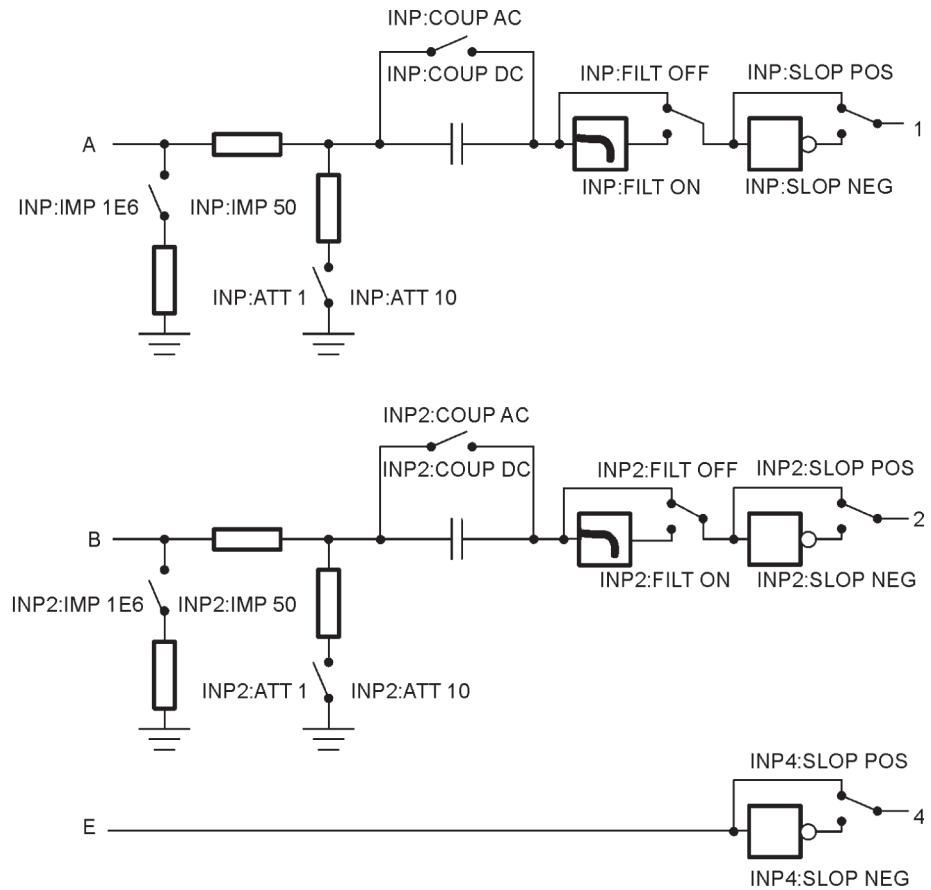 INP:COUP AC
INP:COUP DC
INP:FILT OFF
INP:SLOP POS
A
1
INP:FILT ON
INP:SLOP NEG
INP:IMP 1E6
INP:IMP 50
INP:ATT 1
INP:ATT 10
INP2:COUP AC
INP2:COUP DC
INP2:FILT OFF
INP2:SLOP POS
B
2
INP2:FILT ON
INP2:SLOP NEG
INP2:IMP 1E6
INP2:IMP 50
INP2:ATT 1
INP2:ATT 10
INP4:SLOP POS
E
4
INP4:SLOP NEG